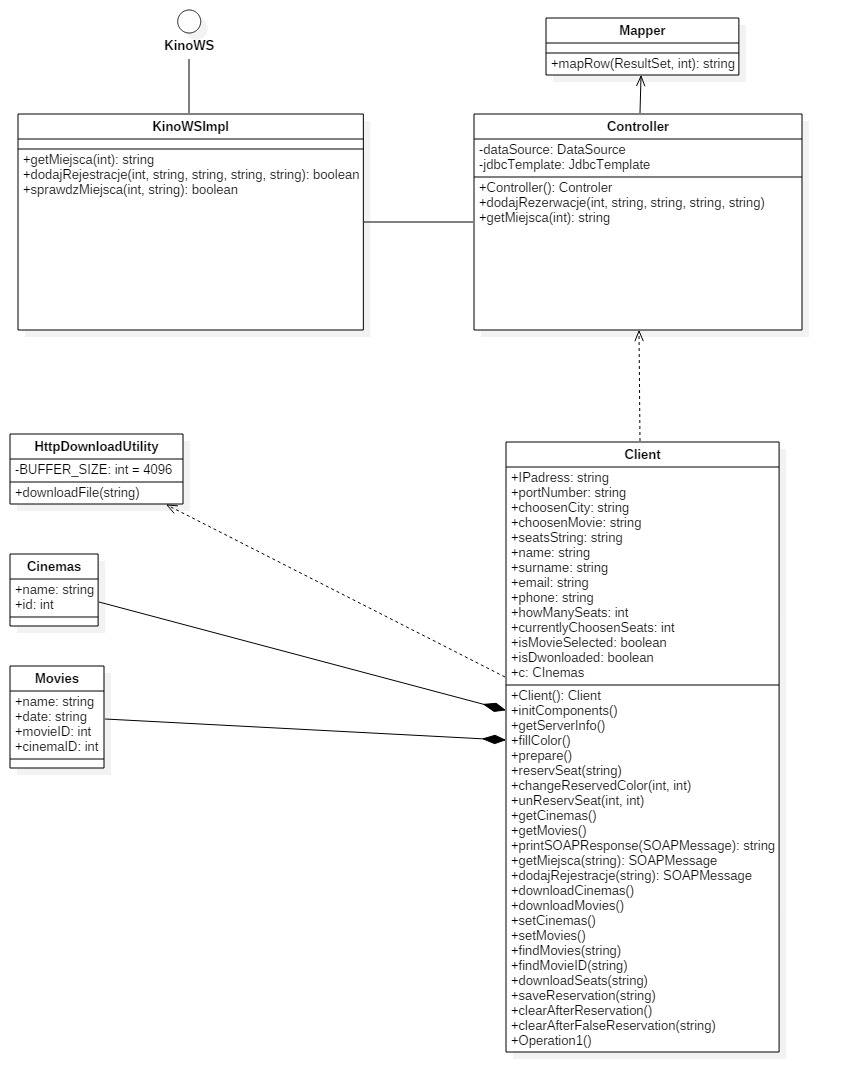 KinoWS
Mapper
+mapRow(ResultSet, int): string
KinoWSImpl
+getMiejsca(int): string
+dodajRejestracje(int, string, string, string, string): boolean
+sprawdzMiejsca(int, string): boolean
Controller
-dataSource: DataSource
-jdbcTemplate: JdbcTemplate
+Controller(): Controler
+dodajRezerwacje(int, string, string, string, string)
+getMiejsca(int): string
HttpDownloadUtility
-BUFFER_SIZE: int = 4096
+downloadFile(string)
Cinemas
+name: string
+id: int
Movies
+name: string
+date: string
+movieID: int
+cinemaID: int
Client
+IPadress: string
+portNumber: string
+choosenCity: string
+choosenMovie: string
+seatsString: string
+name: string
+surname: string
+email: string
+phone: string
+howManySeats: int
+currentlyChoosenSeats: int
+isMovieSelected: boolean
+isDwonloaded: boolean
+c: CInemas
+Client(): Client
+initComponents()
+getServerInfo()
+fillColor()
+prepare()
+reservSeat(string)
+changeReservedColor(int, int)
+unReservSeat(int, int)
+getCinemas()
+getMovies()
+printSOAPResponse(SOAPMessage): string
+getMiejsca(string): SOAPMessage
+dodajRejestracje(string): SOAPMessage
+downloadCinemas()
+downloadMovies()
+setCinemas()
+setMovies()
+findMovies(string)
+findMovieID(string)
+downloadSeats(string)
+saveReservation(string)
+clearAfterReservation()
+clearAfterFalseReservation(string)
+Operation1()